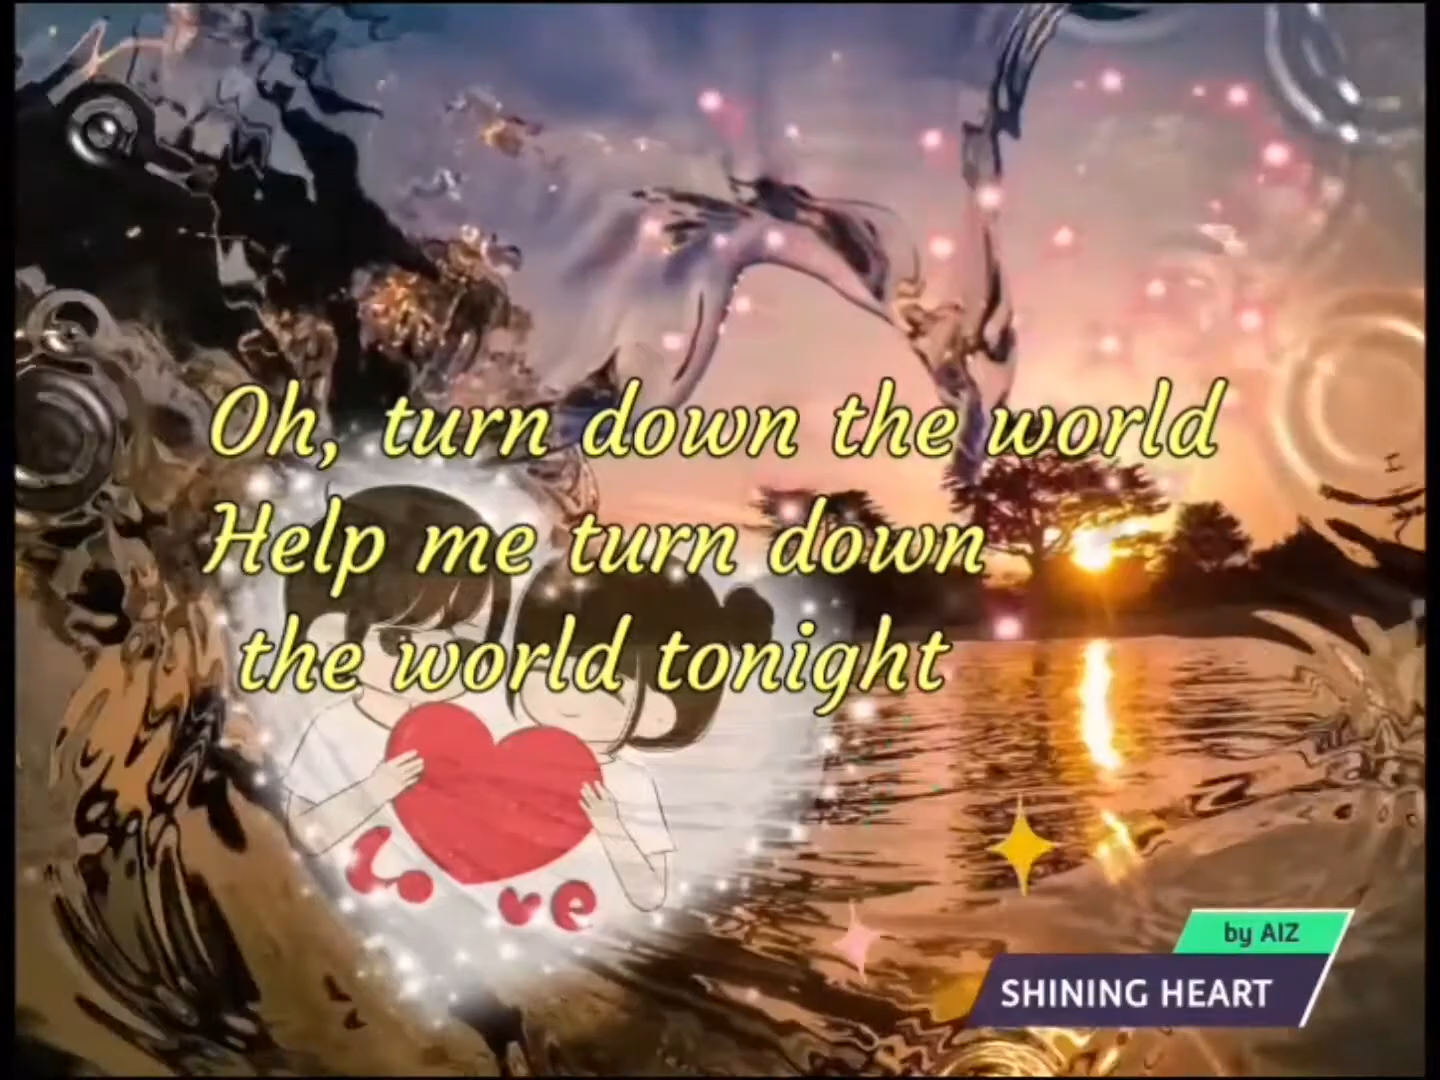 Oh, turn down the world
Help me turn down
the world tonight
Love
by AIZ
SHINING HEART